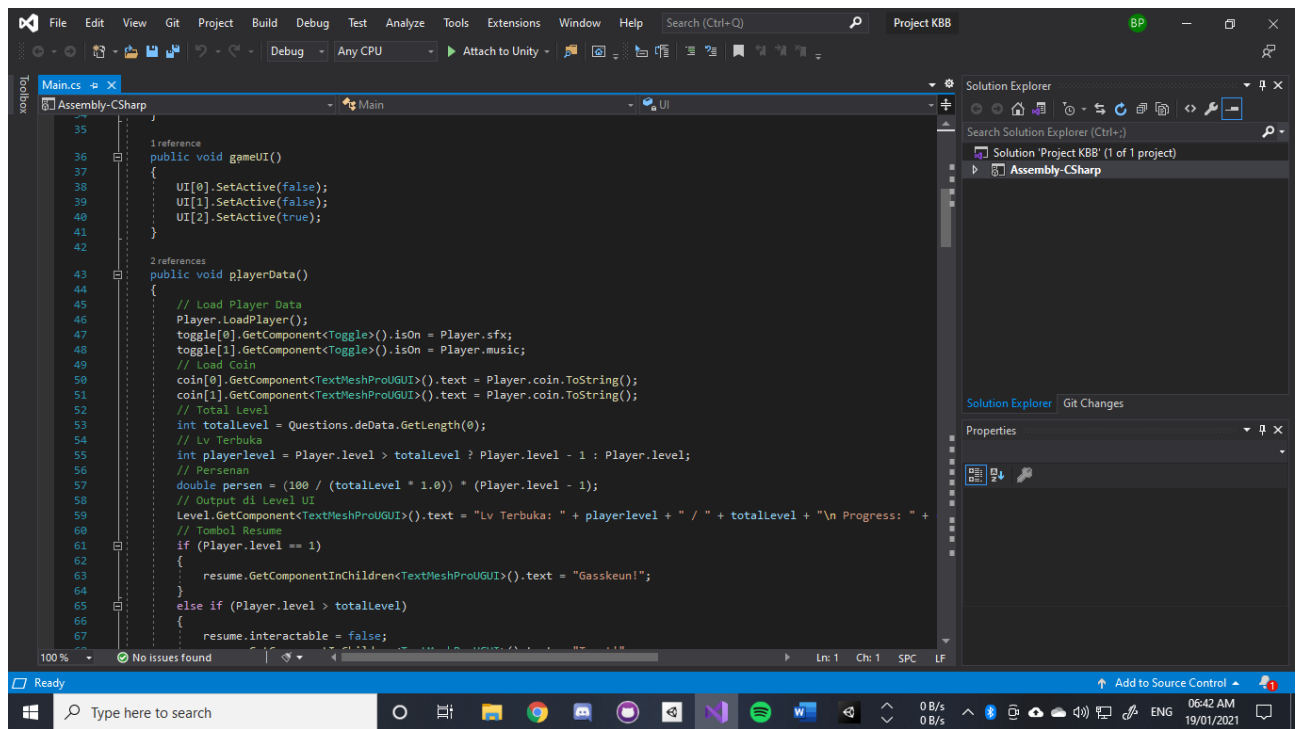 File Edit View Git Project Build Debug Test Analyze Tools Extensions Window Help Search (Ctrl+Q) Project KBB BP
Debug Any CPU Attach to Unity
Toolbox
Main.cs
Assembly-CSharp Main UI
35
1 reference
36 public void gameUI()
37 {
38 UI[0].SetActive(false);
39 UI[1].SetActive(false);
40 UI[2].SetActive(true);
41 }
42
2 references
43 public void playerData()
44 {
45 // Load Player Data
46 Player.LoadPlayer();
47 toggle[0].GetComponent<Toggle>().isOn = Player.sfx;
48 toggle[1].GetComponent<Toggle>().isOn = Player.music;
49 // Load Coin
50 coin[0].GetComponent<TextMeshProUGUI>().text = Player.coin.ToString();
51 coin[1].GetComponent<TextMeshProUGUI>().text = Player.coin.ToString();
52 // Total Level
53 int totalLevel = Questions.deData.GetLength(0);
54 // Lv Terbuka
55 int playerlevel = Player.level > totalLevel ? Player.level - 1 : Player.level;
56 // Persenan
57 double persen = (100 / (totalLevel * 1.0)) * (Player.level - 1);
58 // Output di Level UI
59 Level.GetComponent<TextMeshProUGUI>().text = "Lv Terbuka: " + playerlevel + " / " + totalLevel + "\n Progress: " +
60 // Tombol Resume
61 if (Player.level == 1)
62 {
63 resume.GetComponentInChildren<TextMeshProUGUI>().text = "Gasskeun!";
64 }
65 else if (Player.level > totalLevel)
66 {
67 resume.interactable = false;
100 % No issues found Ln: 1 Ch: 1 SPC LF
Solution Explorer
Search Solution Explorer (Ctrl+;)
Solution 'Project KBB' (1 of 1 project)
Assembly-CSharp
Solution Explorer Git Changes
Properties
Ready Add to Source Control 1
Type here to search
0 B/s
0 B/s
ENG
06:42 AM
19/01/2021